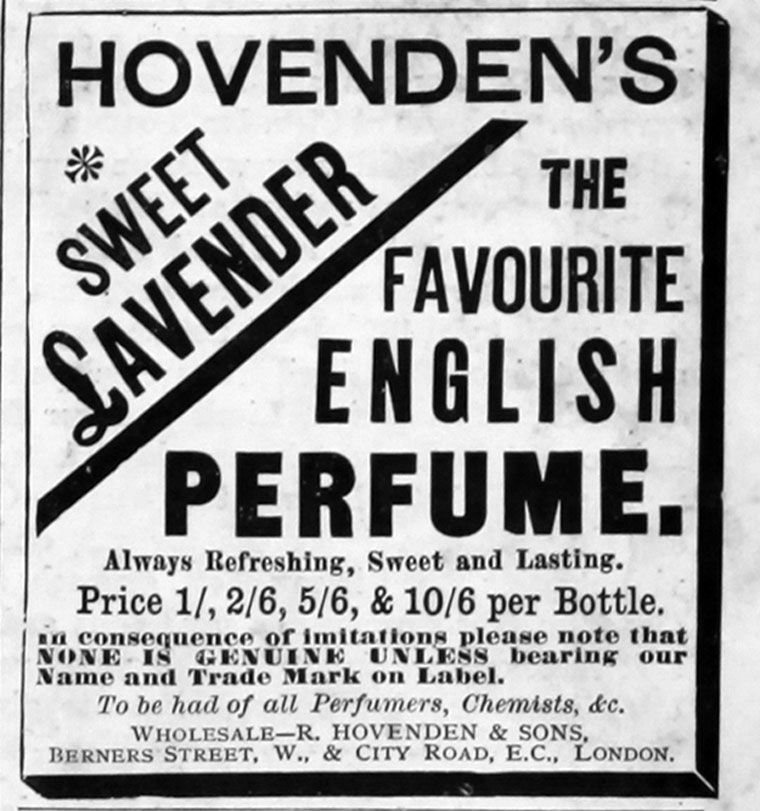 HOVENDEN'S
* SWEET
LAVENDER
THE
FAVOURITE
ENGLISH
PERFUME.
Always Refreshing, Sweet and Lasting.
Price 1/, 2/6, 5/6, & 10/6 per Bottle.
In consequence of imitations please note that
NONE IS GENUINE UNLESS bearing our
Name and Trade Mark on Label.
To be had of all Perfumers, Chemists, &c.
WHOLESALE—R. HOVENDEN & SONS,
BERNERS STREET, W., & CITY ROAD, E.C., LONDON.